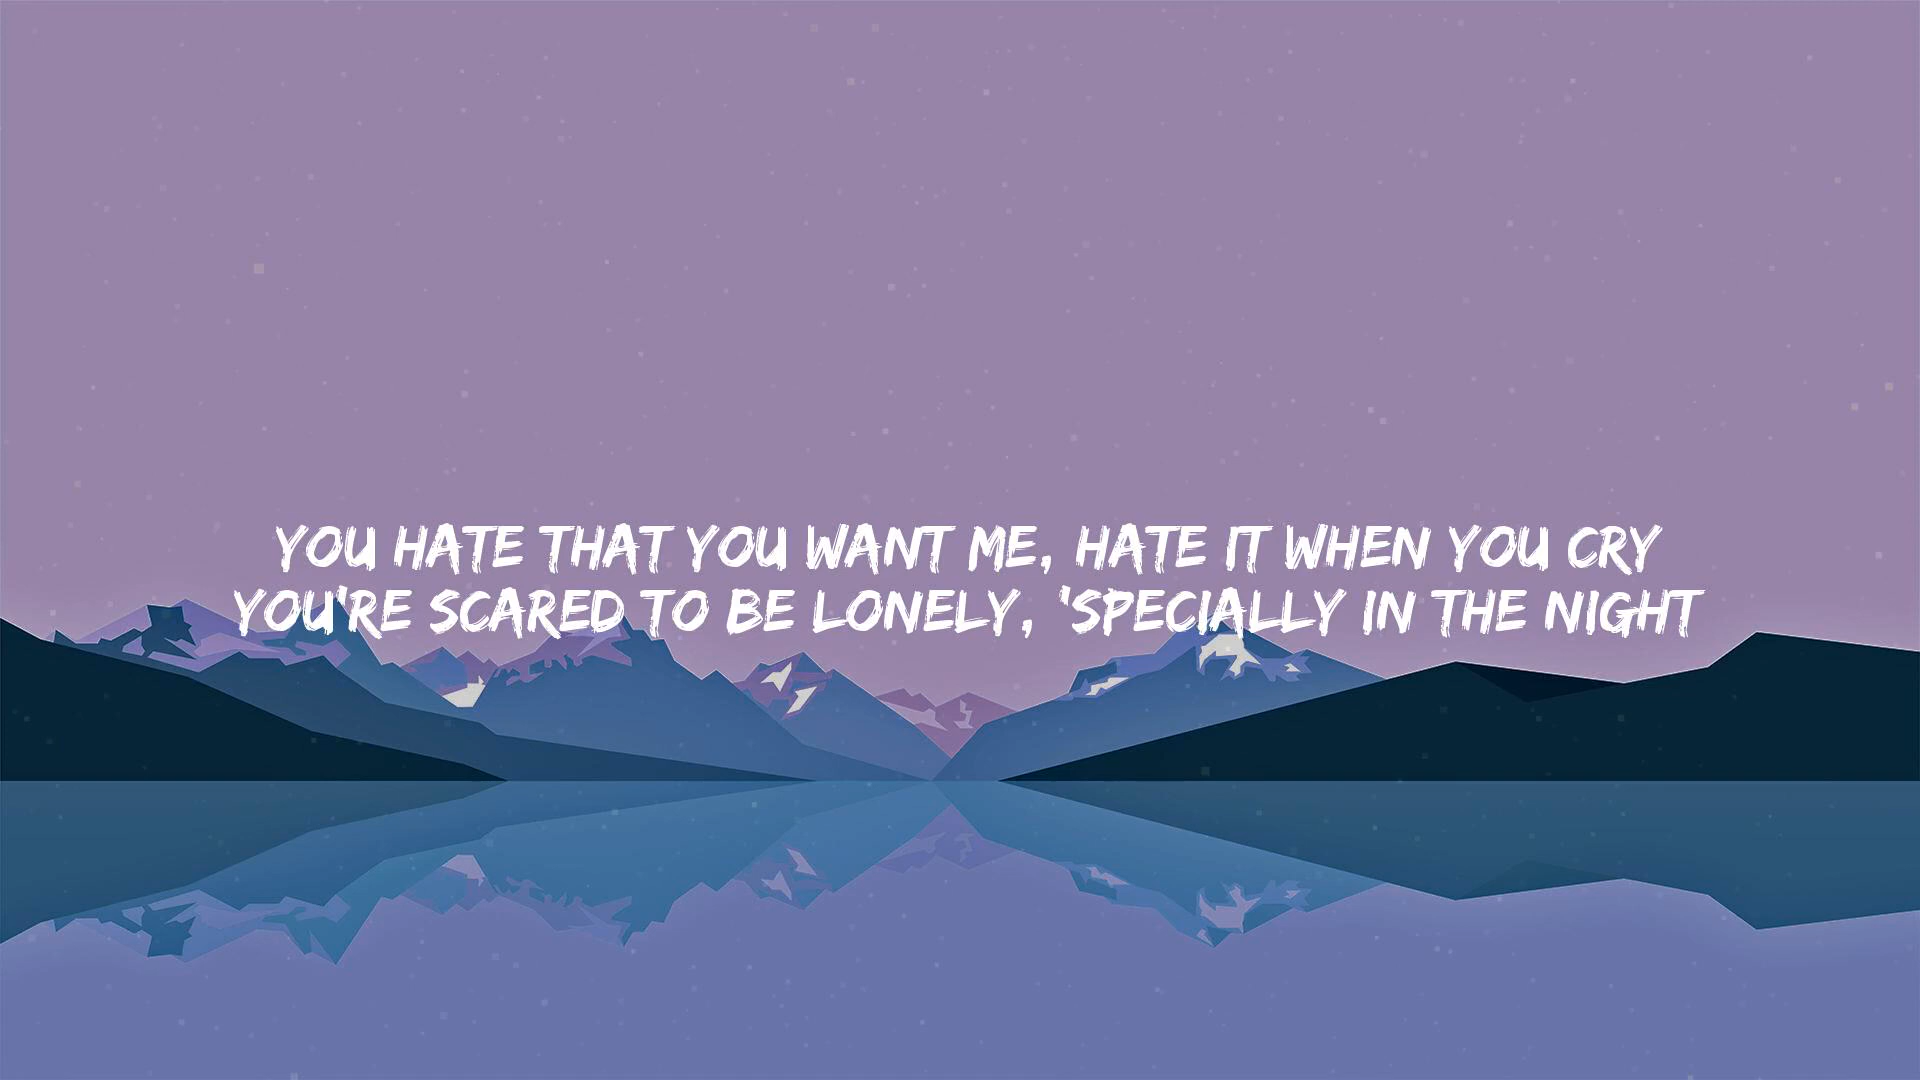 YOU HATE THAT YOU WANT ME, HATE IT WHEN YOU CRY
YOU'RE SCARED TO BE LONELY, 'SPECIALLY IN THE NIGHT